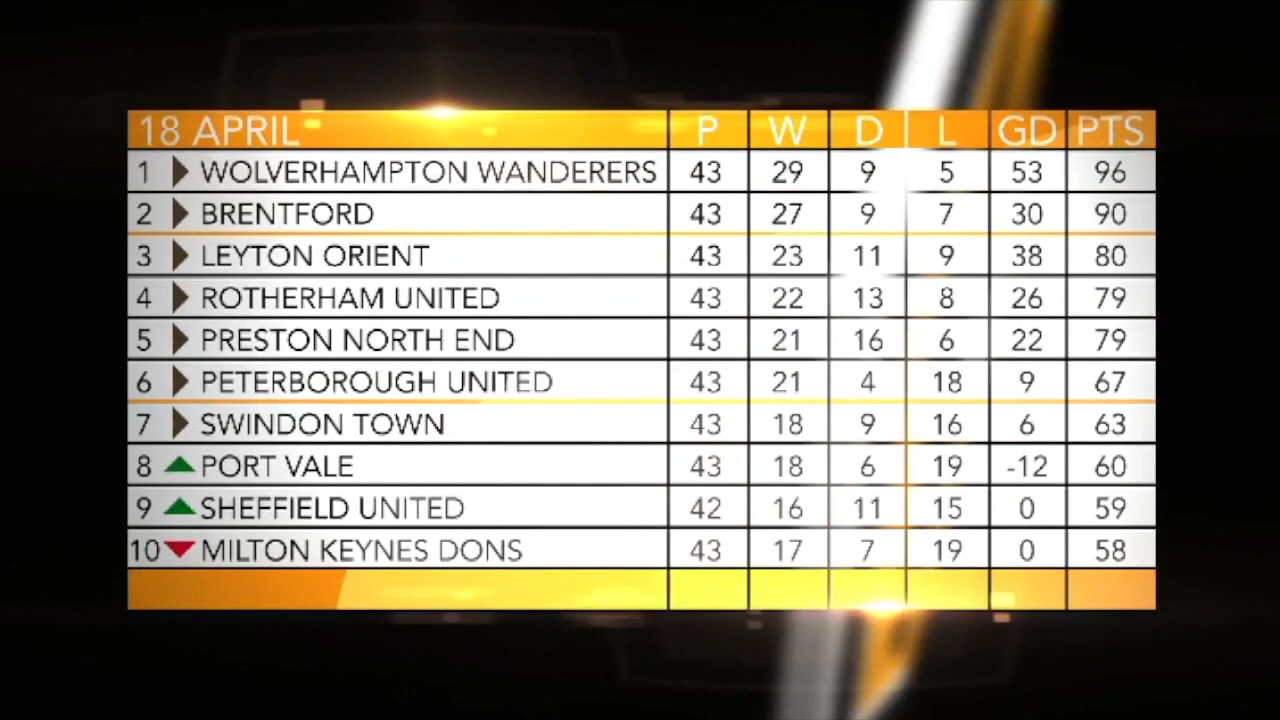 18 APRIL P W D L GD PTS
1 WOLVERHAMPTON WANDERERS 43 29 9 5 53 96
2 BRENTFORD 43 27 9 7 30 90
3 LEYTON ORIENT 43 23 11 9 38 80
4 ROTHERHAM UNITED 43 22 13 8 26 79
5 PRESTON NORTH END 43 21 16 6 22 79
6 PETERBOROUGH UNITED 43 21 4 18 9 67
7 SWINDON TOWN 43 18 9 16 6 63
8 PORT VALE 43 18 6 19 -12 60
9 SHEFFIELD UNITED 42 16 11 15 0 59
10 MILTON KEYNES DONS 43 17 7 19 0 58